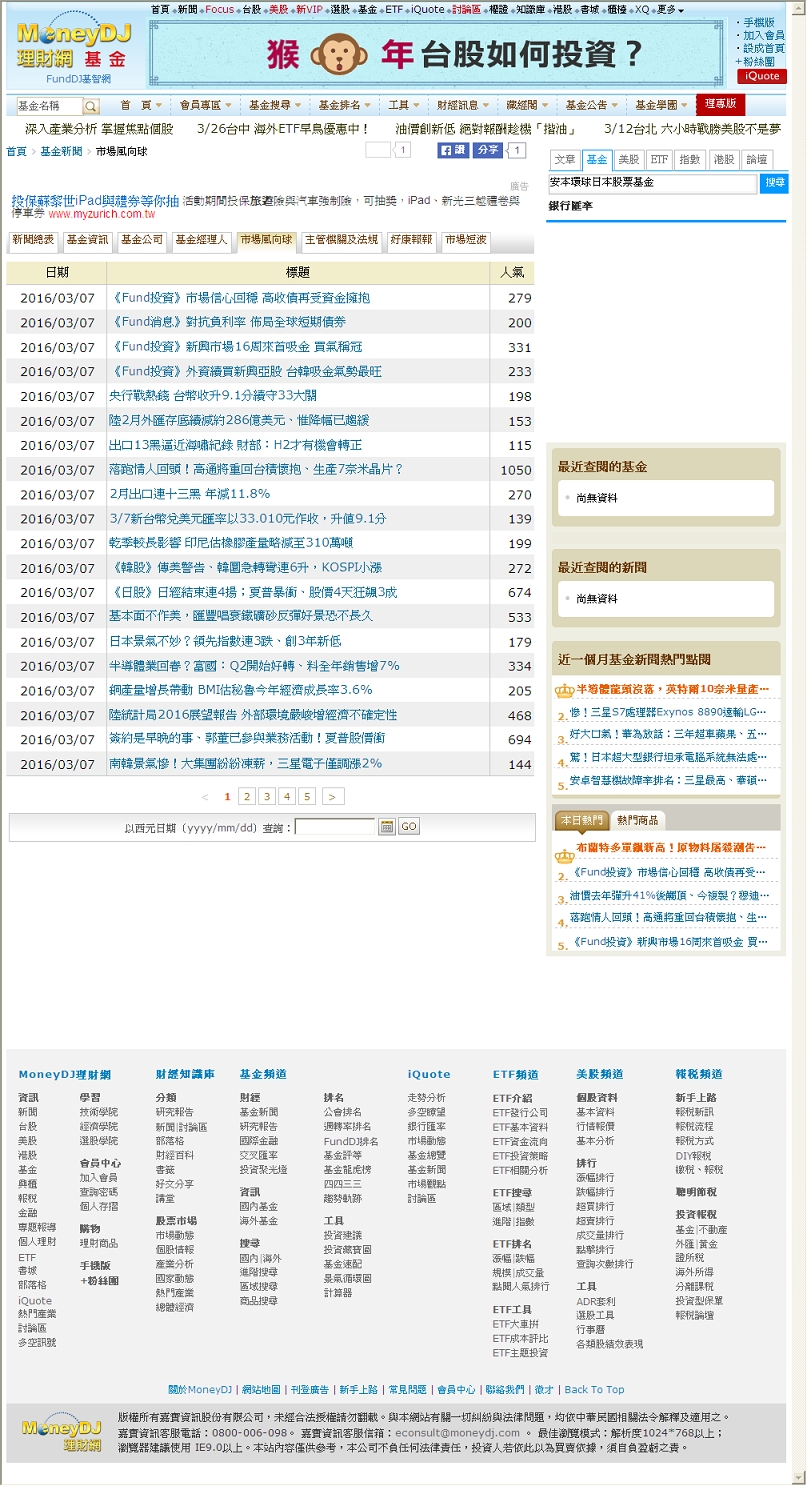 首頁 新聞 Focus 台股 美股 新VIP 選股 基金 ETF iQuote 討論區 權證 知識庫 港股 書城 櫃檯 XQ 更多
MoneyDJ
理財網 基金
FundDJ基智網
猴年台股如何投資？
手機版
加入會員
設成首頁
+粉絲團
iQuote
基金名稱 首 頁 會員專區 基金搜尋 基金排名 工具 財經訊息 藏經閣 基金公告 基金學園 理專版
深入產業分析 掌握焦點個股 3/26台中 海外ETF早鳥優惠中！ 油價創新低 絕對報酬趁機「揩油」 3/12台北 六小時戰勝美股不是夢
首頁 > 基金新聞 > 市場風向球
1 讚 分享 1
文章 基金 美股 ETF 指數 港股 論壇
安本環球日本股票基金 搜尋
銀行匯率
廣告
投保蘇黎世iPad與禮券等你抽 活動期間投保旅遊險與汽車強制險，可抽獎，iPad、新光三越禮卷與
停車券 www.myzurich.com.tw
新聞總表 基金資訊 基金公司 基金經理人 市場風向球 主管機關及法規 好康報報 市場短波
日期 標題 人氣
2016/03/07 《Fund投資》市場信心回穩 高收債再受資金擁抱 279
2016/03/07 《Fund消息》對抗負利率 佈局全球短期債券 200
2016/03/07 《Fund投資》新興市場16周來首吸金 買氣稱冠 331
2016/03/07 《Fund投資》外資續買新興亞股 台韓吸金氣勢最旺 233
2016/03/07 央行戰熱錢 台幣收升9.1分續守33大關 198
2016/03/07 陸2月外匯存底續減約286億美元、惟降幅已趨緩 153
2016/03/07 出口13黑逼近海嘯紀錄 財部：H2才有機會轉正 115
2016/03/07 落跑情人回頭！高通將重回台積懷抱、生產7奈米晶片？ 1050
2016/03/07 2月出口連十三黑 年減11.8% 270
2016/03/07 3/7新台幣兌美元匯率以33.010元作收，升值9.1分 139
2016/03/07 乾季較長影響 印尼估橡膠產量略減至310萬噸 199
2016/03/07 《韓股》傳美警告、韓圜急轉彎連6升，KOSPI小漲 272
2016/03/07 《日股》日經結束連4揚；夏普暴衝、股價4天狂飆3成 674
2016/03/07 基本面不作美，匯豐唱衰鐵礦砂反彈好景恐不長久 533
2016/03/07 日本景氣不妙？領先指數連3跌、創3年新低 179
2016/03/07 半導體業回春？富國：Q2開始好轉、料全年銷售增7% 334
2016/03/07 銅產量增長帶動 BMI估秘魯今年經濟成長率3.6% 205
2016/03/07 陸統計局2016展望報告 外部環境嚴峻增經濟不確定性 468
2016/03/07 簽約是早晚的事、郭董已參與業務活動！夏普股價衝 694
2016/03/07 南韓景氣慘！大集團紛紛凍薪，三星電子僅調漲2% 144
< 1 2 3 4 5 >
以西元日期（yyyy/mm/dd）查詢： GO
最近查閱的基金
尚無資料
最近查閱的新聞
尚無資料
近一個月基金新聞熱門點閱
半導體龍頭沒落，英特爾10奈米量產…
2. 慘！三星S7處理器Exynos 8890遠輸LG…
3. 好大口氣！華為放話：三年超車蘋果、五…
4. 駕！日本超大型銀行坦承電腦系統無法處…
5. 安卓智慧機故障率排名：三星最高、華碩…
本日熱門 熱門商品
布蘭特多單飆新高！原物料屠殺潮告…
2. 《Fund投資》市場信心回穩 高收債再受…
3. 油價去年彈升41%後觸頂、今複製？穆迪…
4. 落跑情人回頭！高通將重回台積懷抱、生…
5. 《Fund投資》新興市場16周來首吸金 買…
MoneyDJ理財網
資訊
新聞
台股
美股
港股
基金
興櫃
報稅
金融
專題報導
個人理財
ETF
書城
部落格
iQuote
熱門產業
討論區
多空訊號
學習
技術學院
經濟學院
選股學院
會員中心
加入會員
查詢密碼
個人存摺
購物
理財商品
手機版
+粉絲團
財經知識庫
分類
研究報告
新聞|討論區
部落格
財經百科
書籤
好文分享
講堂
股票市場
市場動態
個股情報
產業分析
國家動態
熱門產業
總體經濟
基金頻道
財經
基金新聞
研究報告
國際金融
交叉匯率
投資聚光燈
資訊
國內基金
海外基金
搜尋
國內|海外
進階搜尋
區域搜尋
商品搜尋
排名
公會排名
週轉率排名
FundDJ排名
基金評等
基金龍虎榜
四四三三
趨勢軌跡
工具
投資建議
投資藏寶圖
基金速配
景氣循環圖
計算器
iQuote
走勢分析
多空瞭望
銀行匯率
市場動態
基金總覽
基金新聞
市場觀點
討論區
ETF頻道
ETF介紹
ETF發行公司
ETF基本資料
ETF資金流向
ETF投資策略
ETF相關分析
ETF搜尋
區域|類型
進階|指數
ETF排名
漲幅|跌幅
規模|成交量
點閱人氣排行
ETF工具
ETF大車拚
ETF成本評比
ETF主題投資
美股頻道
個股資料
基本資料
行情報價
基本分析
排行
漲幅排行
跌幅排行
超買排行
超賣排行
成交量排行
點擊排行
查詢次數排行
工具
ADR套利
選股工具
行事曆
各類股績效表現
報稅頻道
新手上路
報稅新訊
報稅流程
報稅方式
DIY報稅
繳稅、報稅
聰明節稅
投資報稅
基金|不動產
外匯|黃金
證所稅
海外所得
分離課稅
投資型保單
報稅論壇
關於MoneyDJ | 網站地圖 | 刊登廣告 | 新手上路 | 常見問題 | 會員中心 | 聯絡我們 | 徵才 | Back To Top
MoneyDJ
理財網
版權所有嘉實資訊股份有限公司，未經合法授權請勿翻載。與本網站有關一切糾紛與法律問題，均依中華民國相關法令解釋及適用之。
嘉實資訊客服電話：0800-006-098。 嘉實資訊客服信箱：econsult@moneydj.com 。 最佳瀏覽模式：解析度1024*768以上；
瀏覽器建議使用 IE9.0以上。本站內容僅供參考，本公司不負任何法律責任，投資人若依此以為買賣依據，須自負盈虧之責。